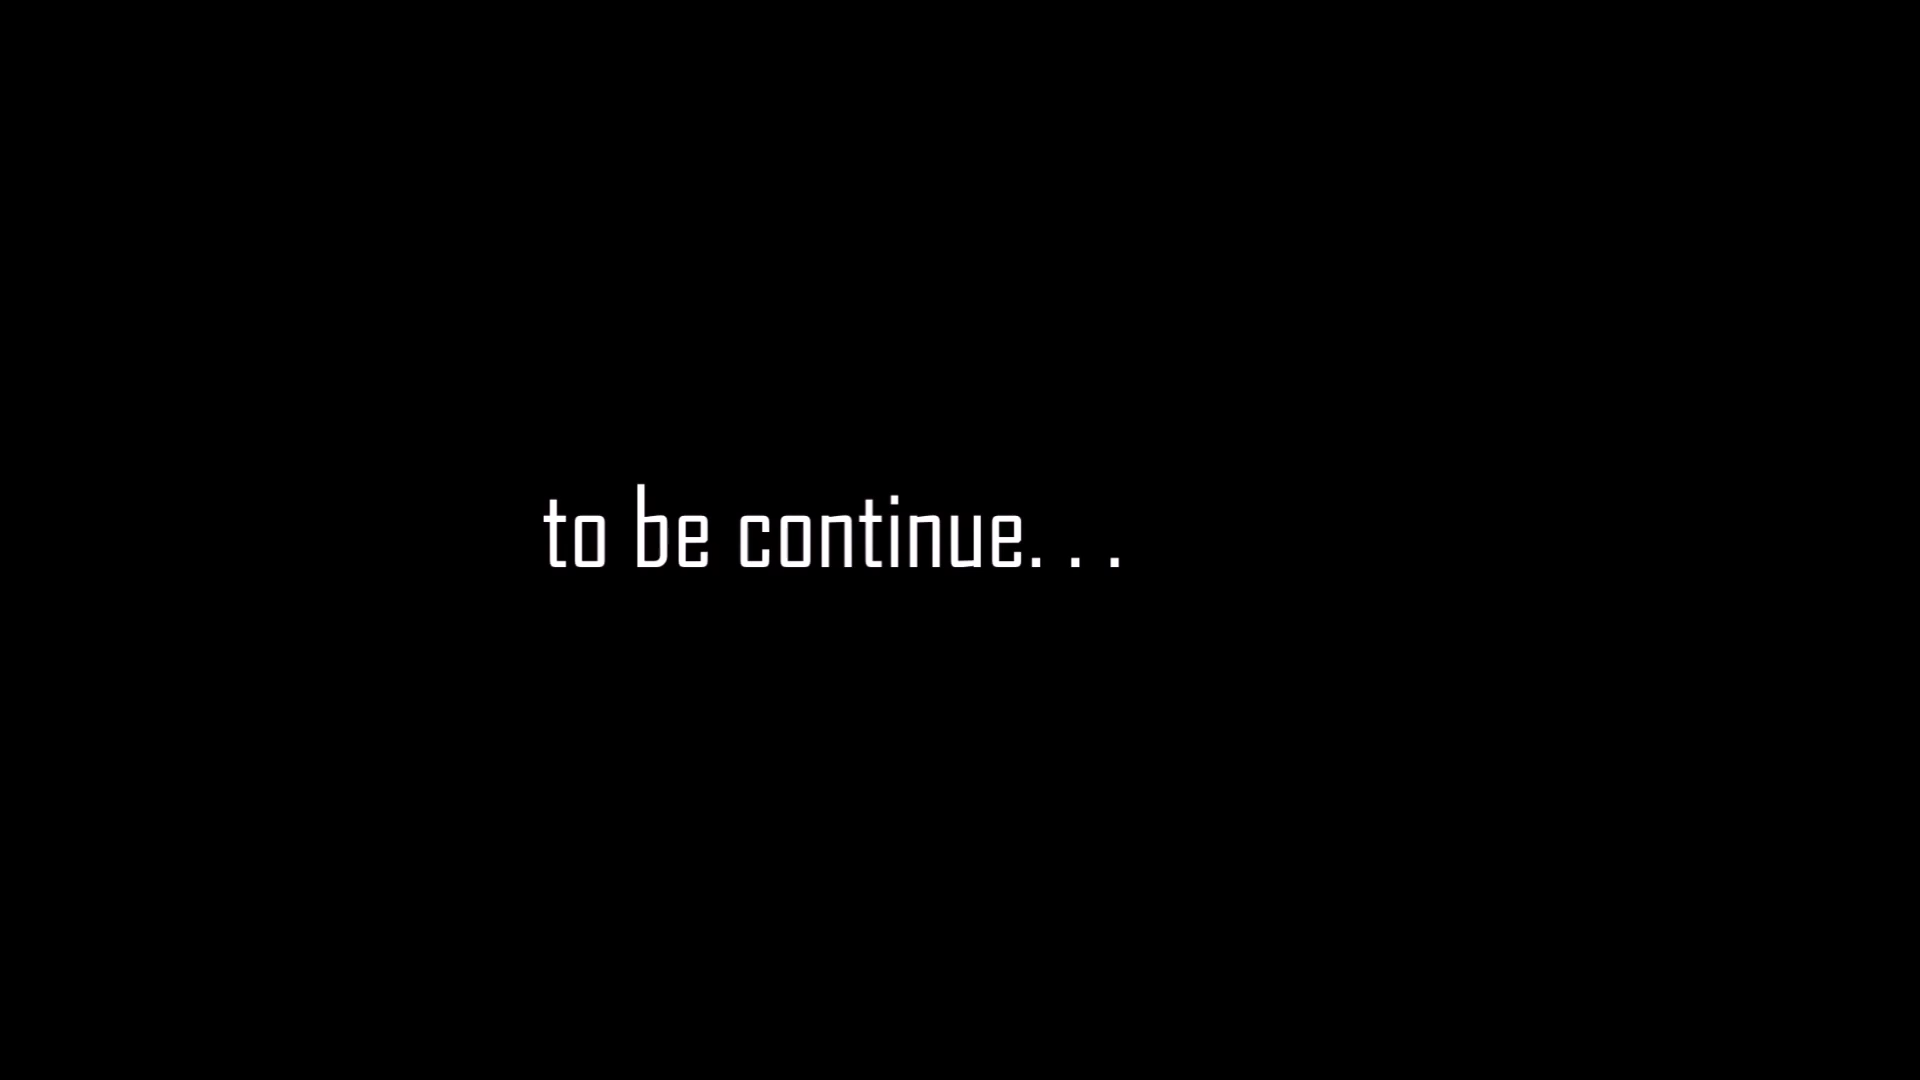 to be continue. . .